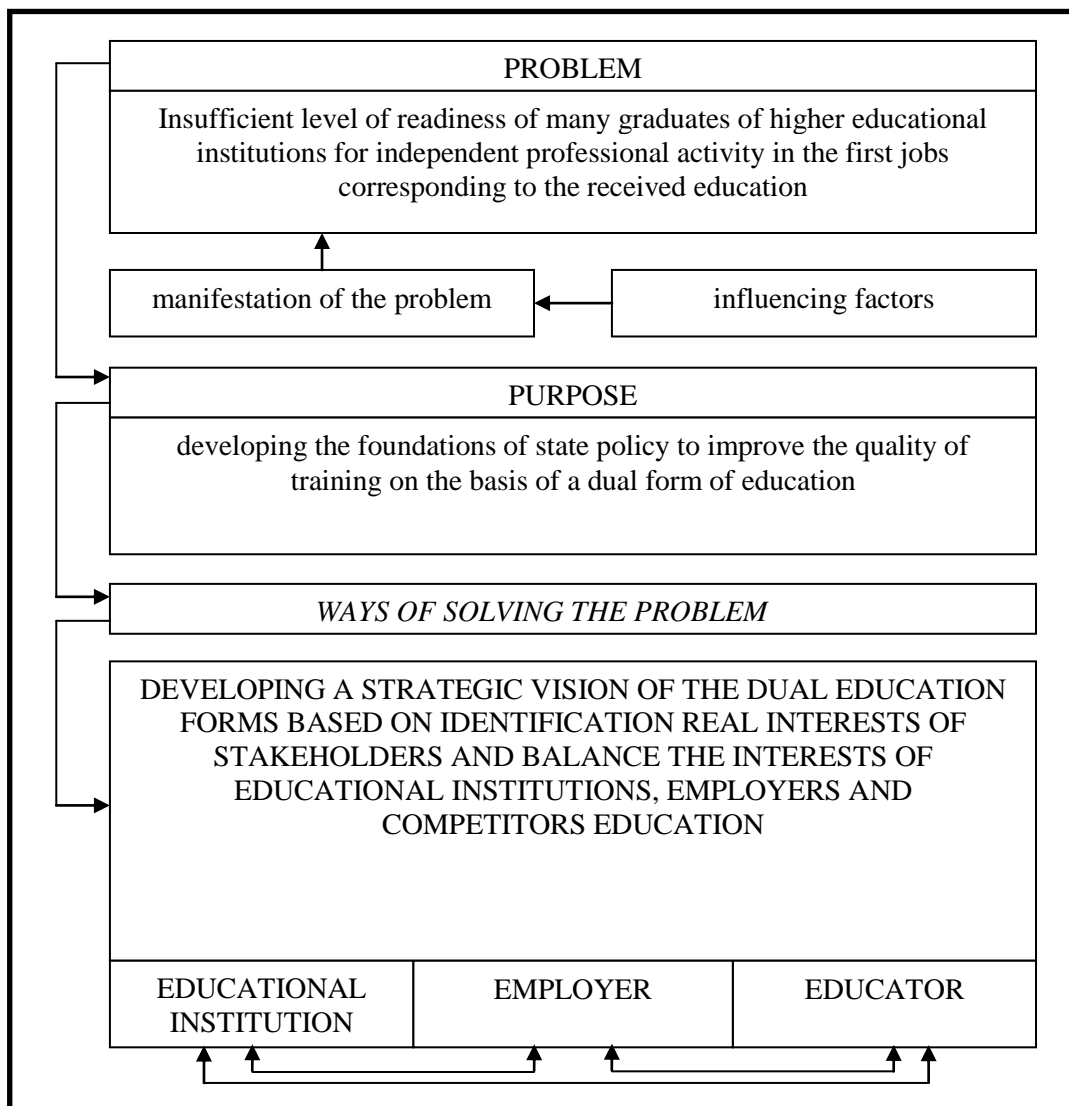 PROBLEM
Insufficient level of readiness of many graduates of higher educational
institutions for independent professional activity in the first jobs
corresponding to the received education
manifestation of the problem
influencing factors
PURPOSE
developing the foundations of state policy to improve the quality of
training on the basis of a dual form of education
WAYS OF SOLVING THE PROBLEM
DEVELOPING A STRATEGIC VISION OF THE DUAL EDUCATION
FORMS BASED ON IDENTIFICATION REAL INTERESTS OF
STAKEHOLDERS AND BALANCE THE INTERESTS OF
EDUCATIONAL INSTITUTIONS, EMPLOYERS AND
COMPETITORS EDUCATION
EDUCATIONAL
INSTITUTION
EMPLOYER
EDUCATOR